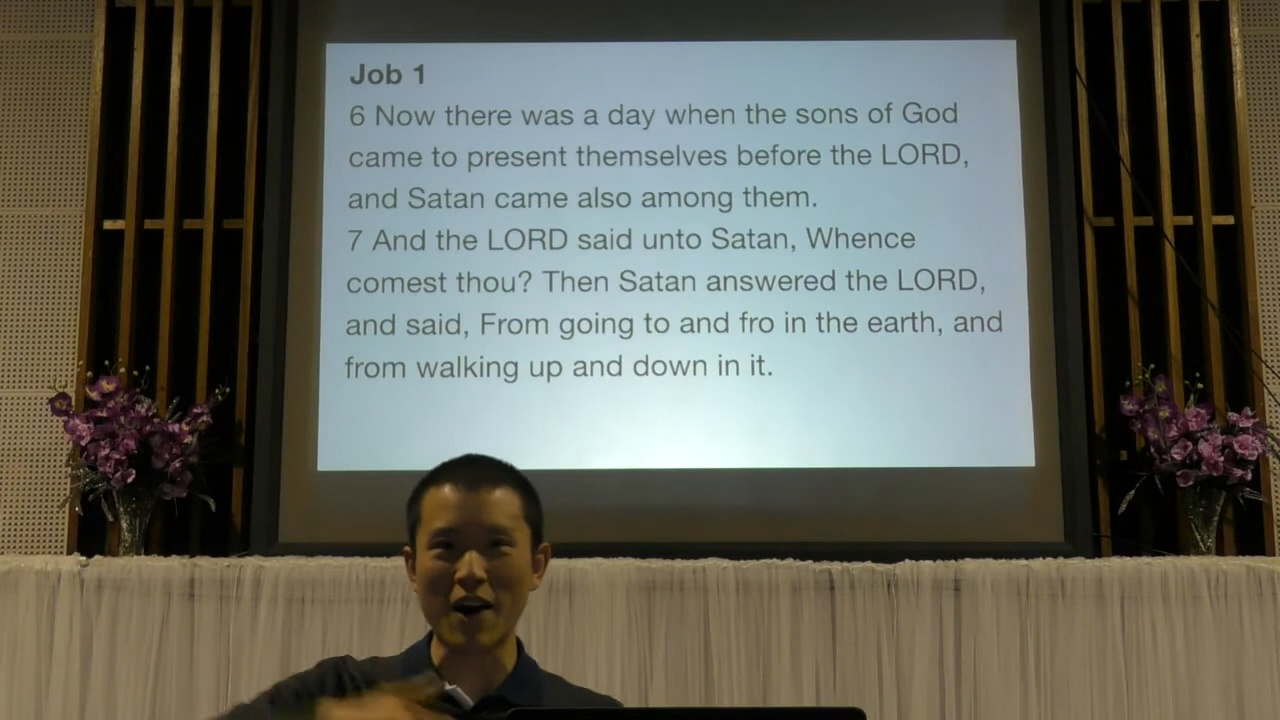 Job 1
6 Now there was a day when the sons of God
came to present themselves before the LORD,
and Satan came also among them.
7 And the LORD said unto Satan, Whence
comest thou? Then Satan answered the LORD,
and said, From going to and fro in the earth, and
from walking up and down in it.